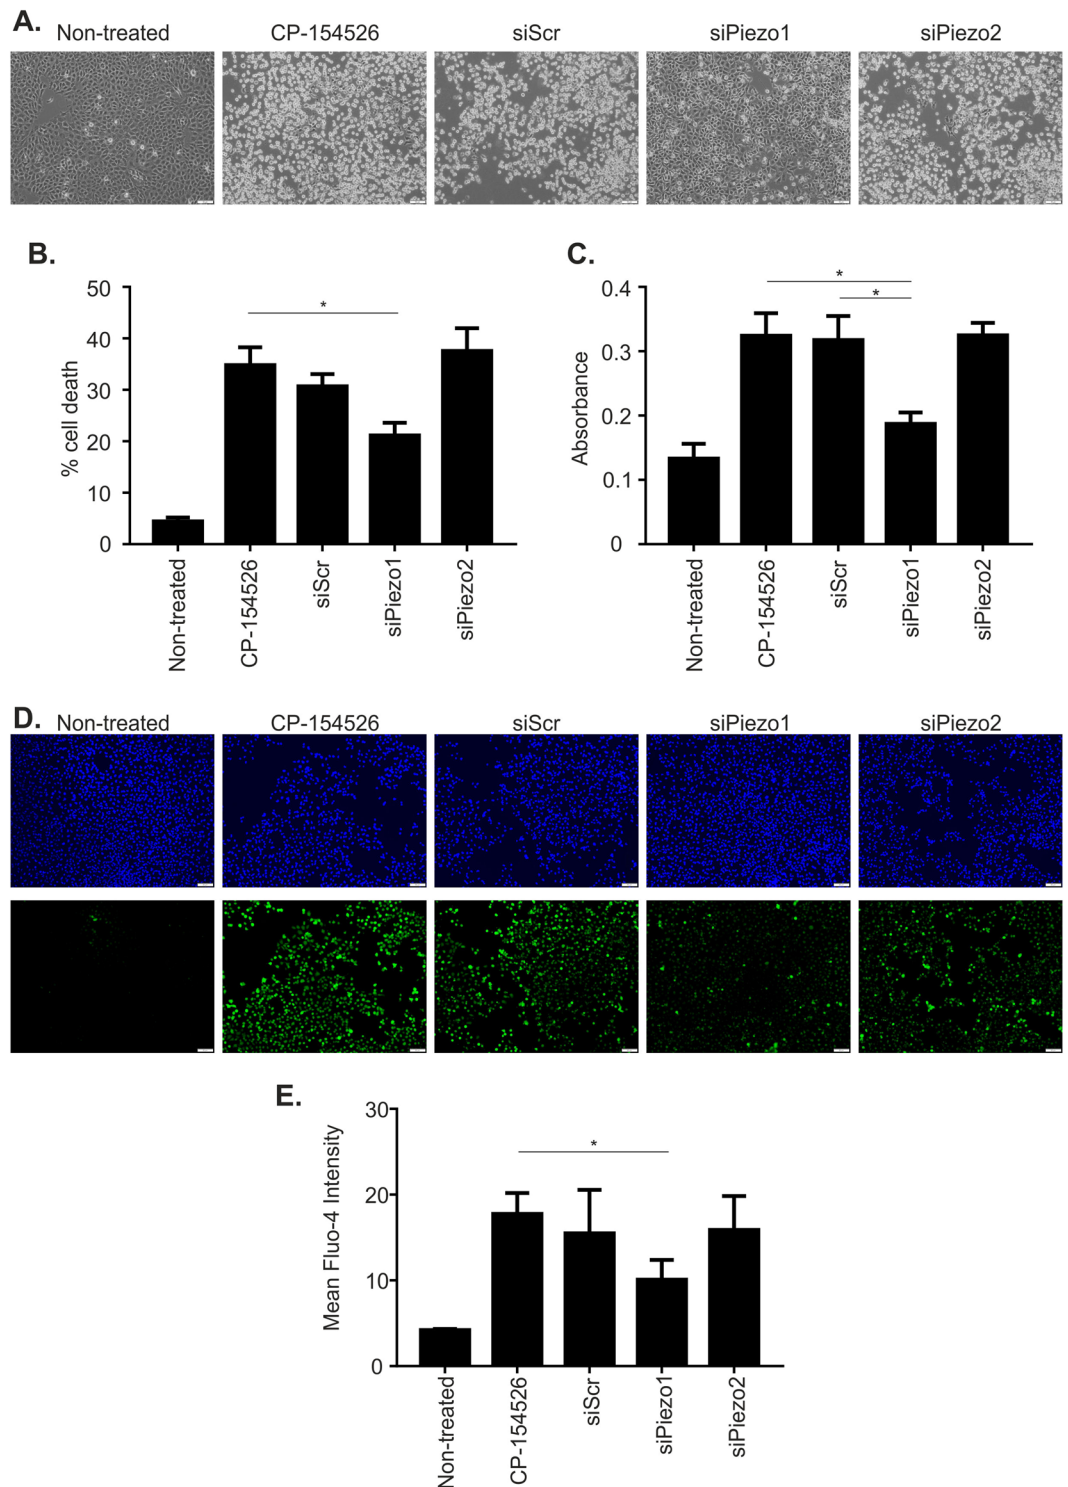 A.
Non-treated CP-154526 siScr siPiezo1 siPiezo2
B.
% cell death
50
40
30
20
10
0
*
Non-treated
CP-154526
siScr
siPiezo1
siPiezo2
C.
Absorbance
0.4
0.3
0.2
0.1
0
*
*
Non-treated
CP-154526
siScr
siPiezo1
siPiezo2
D.
Non-treated CP-154526 siScr siPiezo1 siPiezo2
E.
Mean Fluo-4 Intensity
30
20
10
0
*
Non-treated
CP-154526
siScr
siPiezo1
siPiezo2